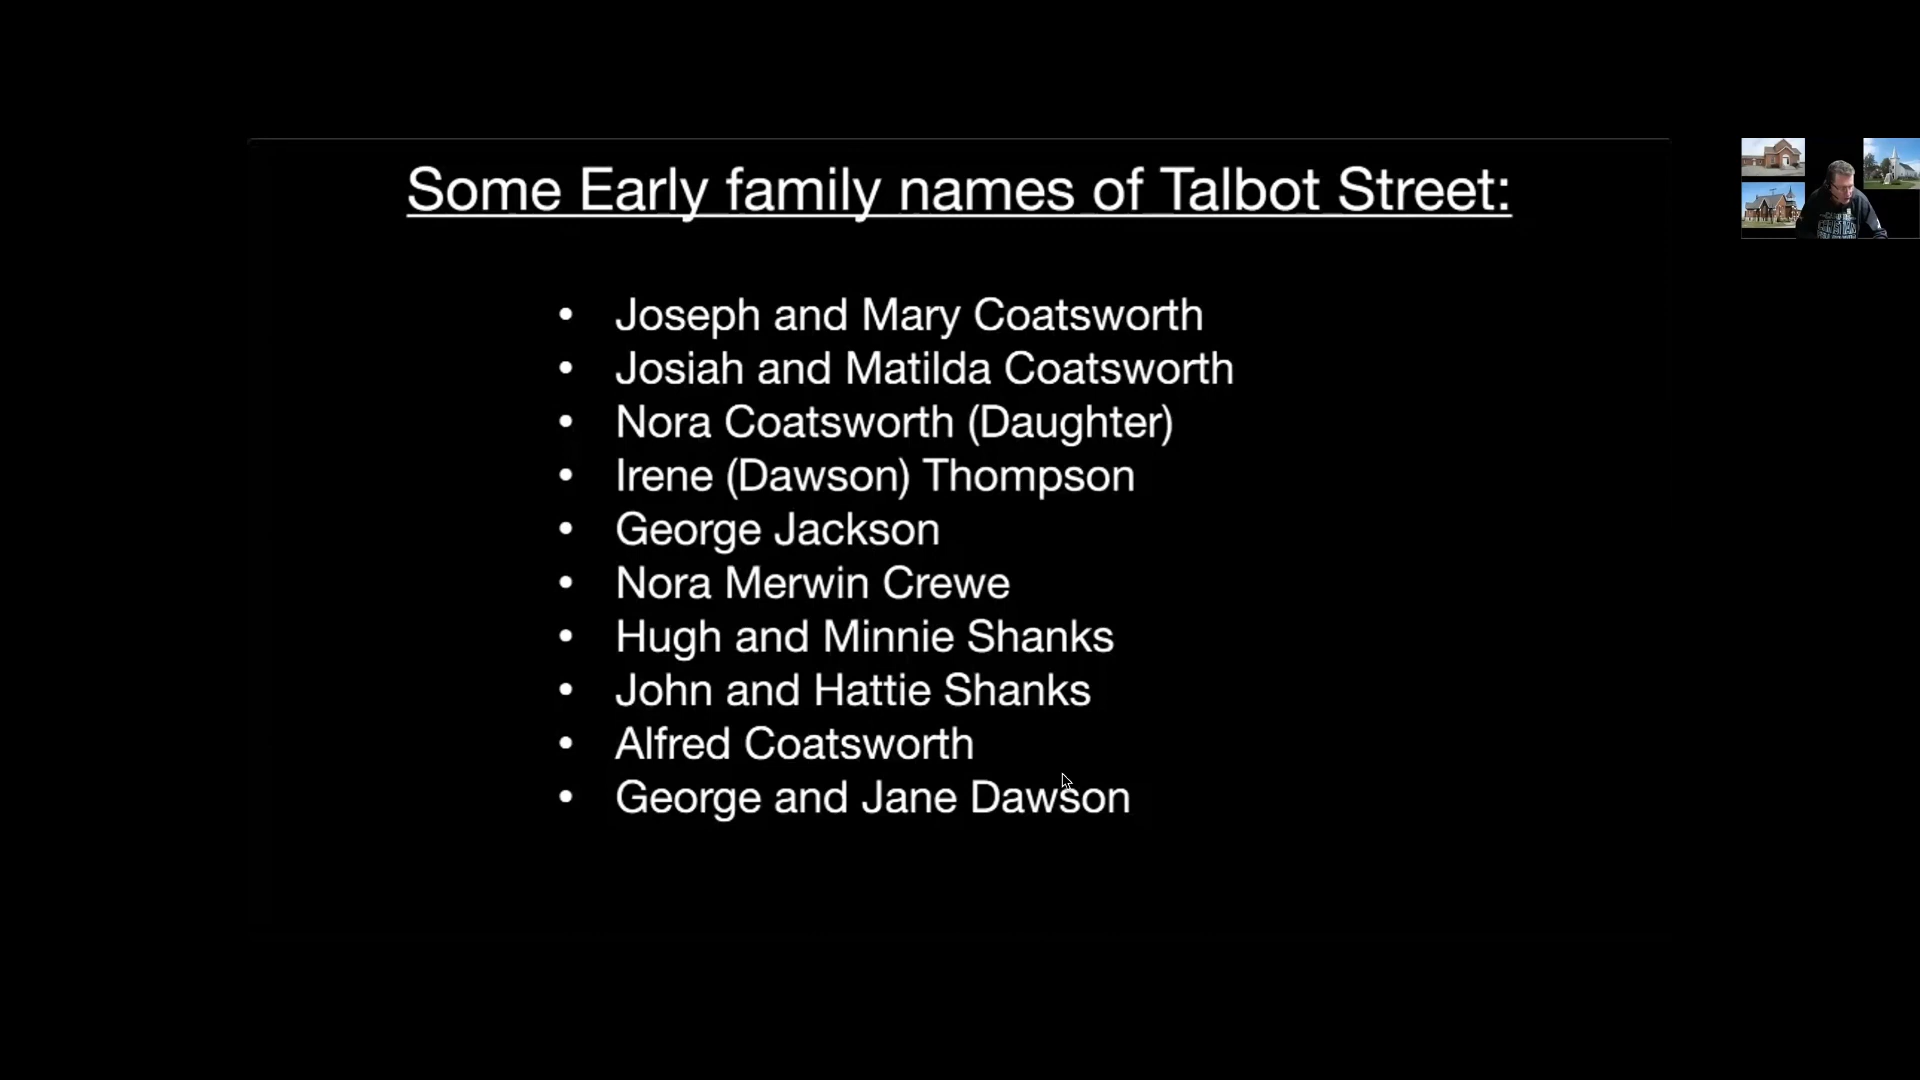 Some Early family names of Talbot Street:
• Joseph and Mary Coatsworth
• Josiah and Matilda Coatsworth
• Nora Coatsworth (Daughter)
• Irene (Dawson) Thompson
• George Jackson
• Nora Merwin Crewe
• Hugh and Minnie Shanks
• John and Hattie Shanks
• Alfred Coatsworth
• George and Jane Dawson
CHRISTIAN